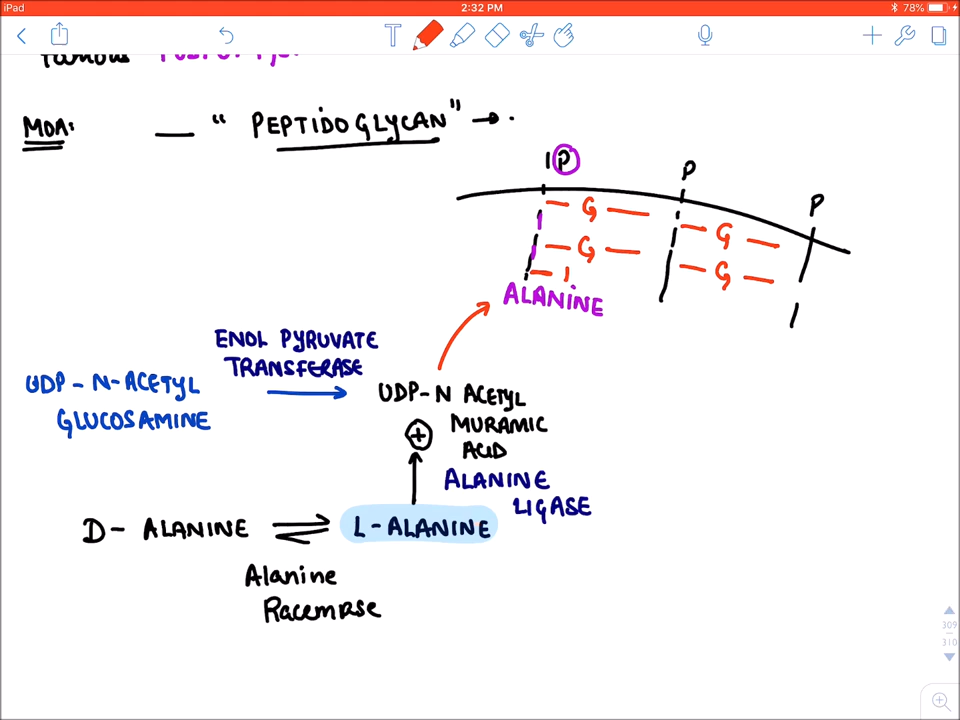 iPad 2:32 PM 78%
T
famous
MOA: — " PEPTIDOGLYCAN" → .
P P P
G G
G G
ALANINE
ENOL PYRUVATE
TRANSFERASE
UDP-N-ACETYL
GLUCOSAMINE
UDP-N ACETYL
MURAMIC
ACID
ALANINE
LIGASE
D- ALANINE L-ALANINE
Alanine
Racemase
309
310